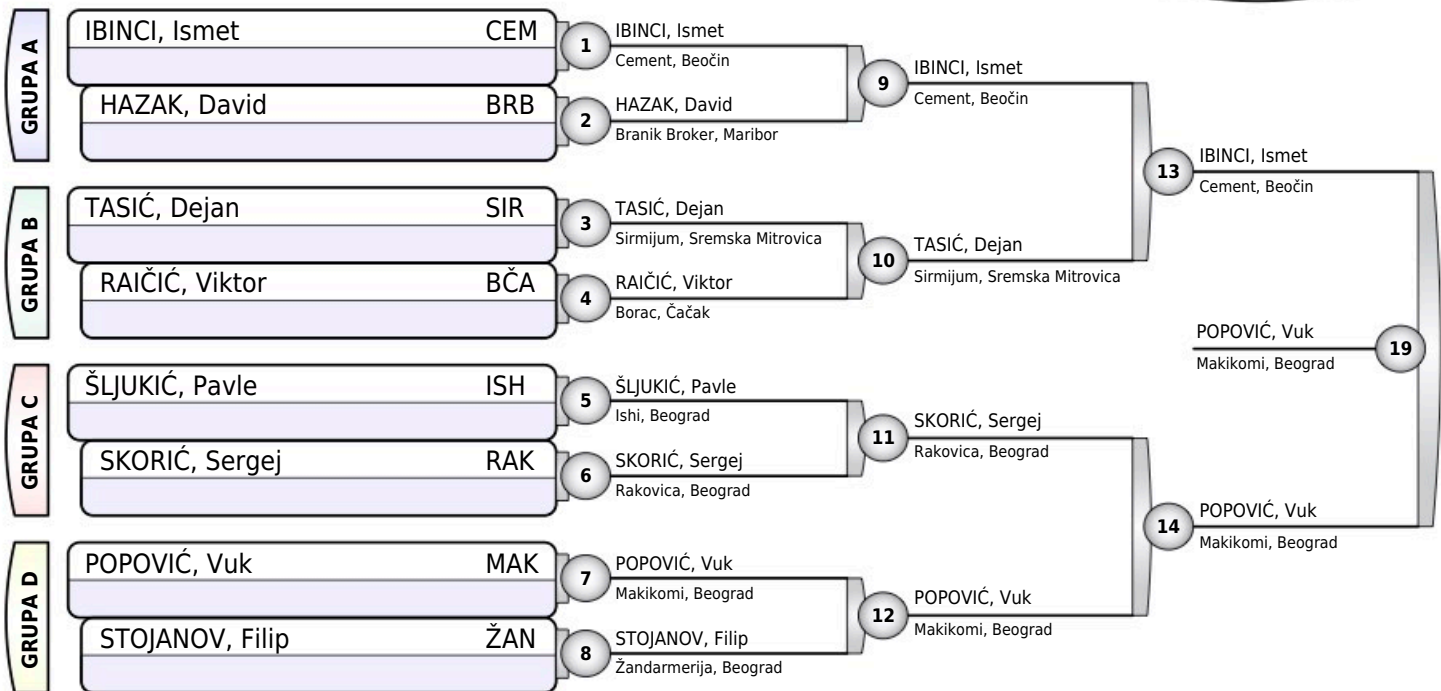 GRUPA A
IBINCI, Ismet CEM
HAZAK, David BRB
1
IBINCI, Ismet
Cement, Beočin
2
HAZAK, David
Branik Broker, Maribor
9
IBINCI, Ismet
Cement, Beočin
GRUPA B
TASIĆ, Dejan SIR
RAIČIĆ, Viktor BČA
3
TASIĆ, Dejan
Sirmijum, Sremska Mitrovica
4
RAIČIĆ, Viktor
Borac, Čačak
10
TASIĆ, Dejan
Sirmijum, Sremska Mitrovica
13
IBINCI, Ismet
Cement, Beočin
GRUPA C
ŠLJUKIĆ, Pavle ISH
SKORIĆ, Sergej RAK
5
ŠLJUKIĆ, Pavle
Ishi, Beograd
6
SKORIĆ, Sergej
Rakovica, Beograd
11
SKORIĆ, Sergej
Rakovica, Beograd
GRUPA D
POPOVIĆ, Vuk MAK
STOJANOV, Filip ŽAN
7
POPOVIĆ, Vuk
Makikomi, Beograd
8
STOJANOV, Filip
Žandarmerija, Beograd
12
POPOVIĆ, Vuk
Makikomi, Beograd
14
POPOVIĆ, Vuk
Makikomi, Beograd
POPOVIĆ, Vuk
Makikomi, Beograd
19